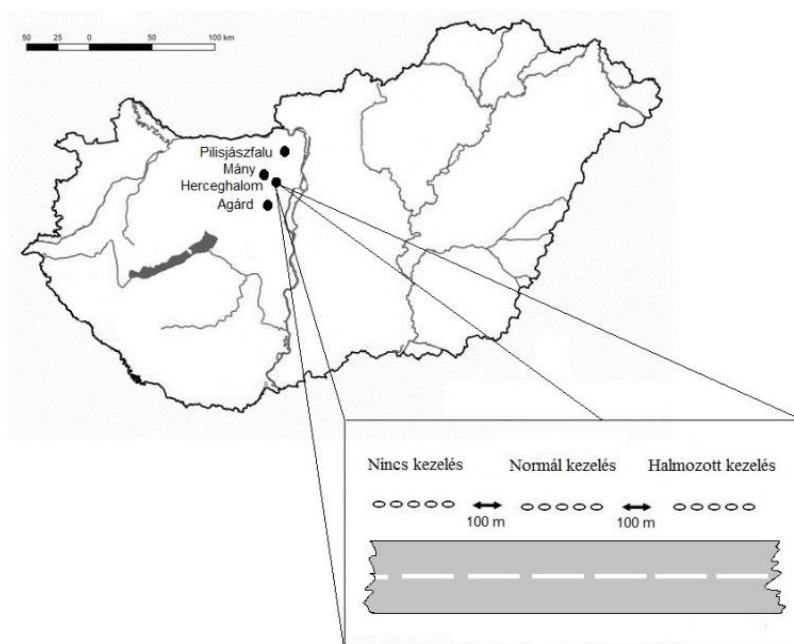 50 25 0 50 100 km
Pilisjászfalu
Mány
Herceghalom
Agárd
Nincs kezelés Normál kezelés Halmozott kezelés
100 m 100 m